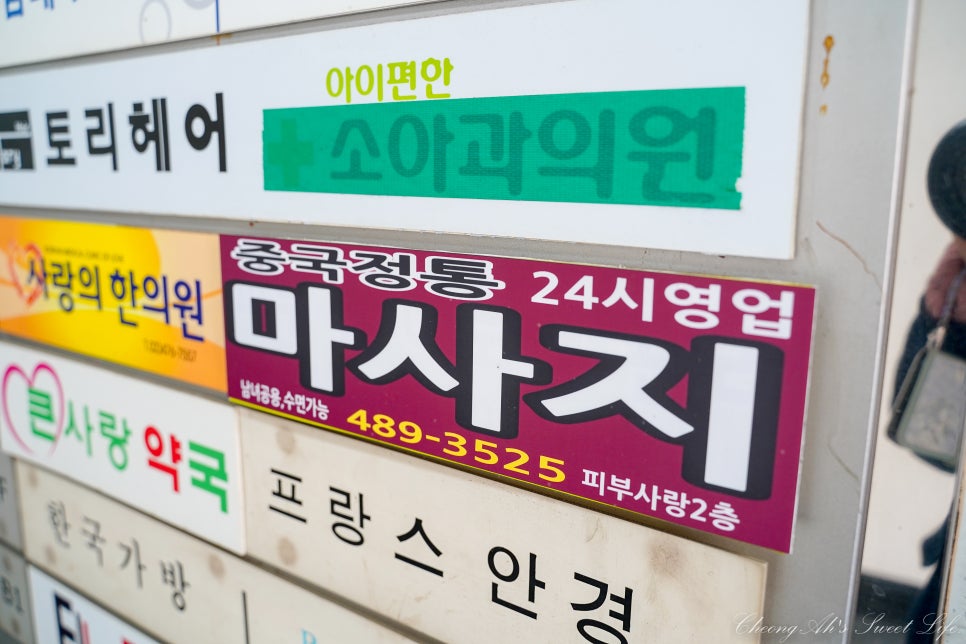 아이편한
토리헤어
소아과의원
사랑의 한의원
중국정통
24시영업
마사지
남녀공용,수면가능
489-3525
피부사랑2층
큰사랑 약국
프랑스 안경
한국가방
B1
CheongAh's Sweet Life